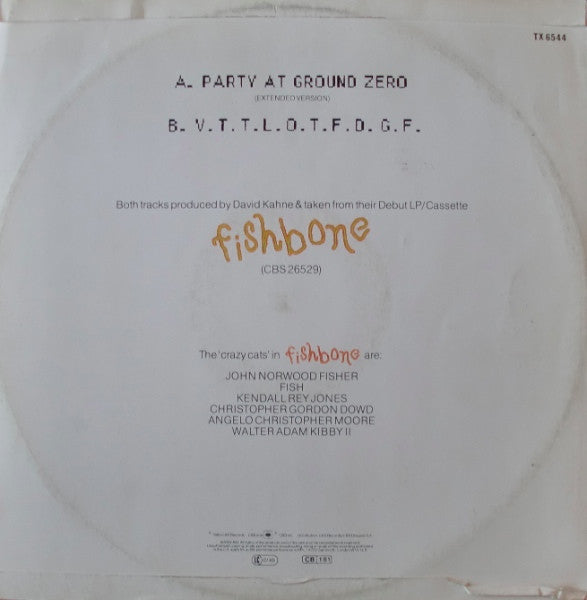 TX 6544
A. PARTY AT GROUND ZERO
(EXTENDED VERSION)
B. V.T.T.L.O.T.F.D.G.F.
Both tracks produced by David Kahne & taken from their Debut LP/Cassette
fishbone
(CBS 26529)
The 'crazy cats' in fishbone are:
JOHN NORWOOD FISHER
FISH
KENDALL REY JONES
CHRISTOPHER GORDON DOWD
ANGELO CHRISTOPHER MOORE
WALTER ADAM KIBBY II
CB 161